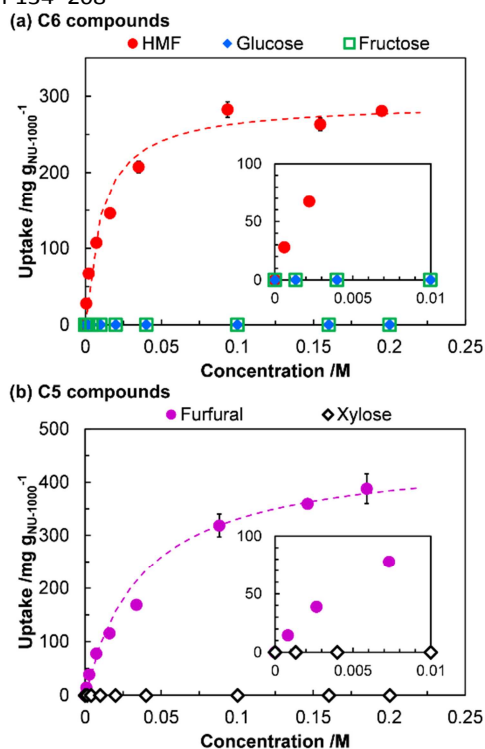 (a) C6 compounds
HMF Glucose Fructose
300
200
100
0
Uptake /mg gNU-1000-1
100
50
0
0 0.005 0.01
0 0.05 0.1 0.15 0.2 0.25
Concentration /M
(b) C5 compounds
Furfural Xylose
500
400
300
200
100
0
Uptake /mg gNU-1000-1
100
50
0
0 0.005 0.01
0 0.05 0.1 0.15 0.2 0.25
Concentration /M